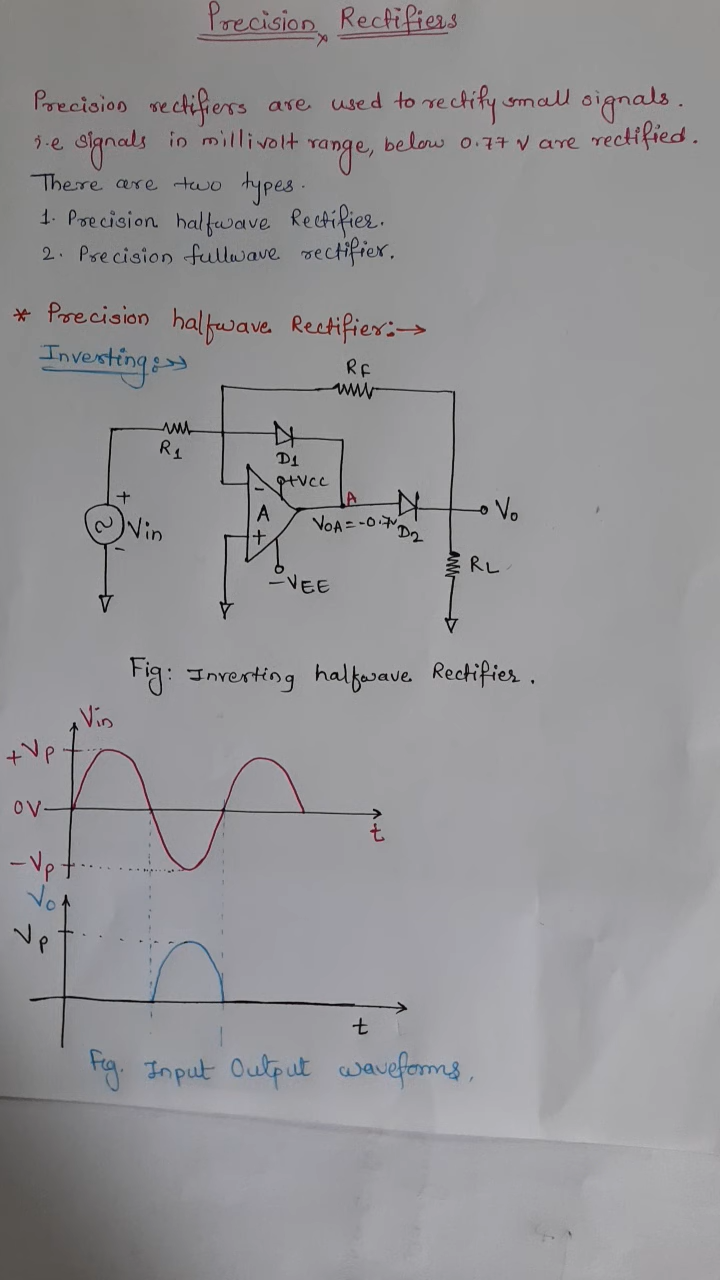 Precision Rectifiers
Precision rectifiers are used to rectify small signals.
i.e signals in millivolt range, below 0.77 V are rectified.
There are two types.
1. Precision halfwave Rectifier.
2. Precision fullwave rectifier.
* Precision halfwave Rectifier:→
Inverting:→
RF
R1
D1
+VCC
-
A
+
A
VOA = -0.7V
D2
Vo
+
Vin
-
-VEE
RL
Fig: Inverting halfwave Rectifier.
Vin
+Vp
0V
t
-Vp
Vo
Vp
t
Fig. Input Output waveforms.